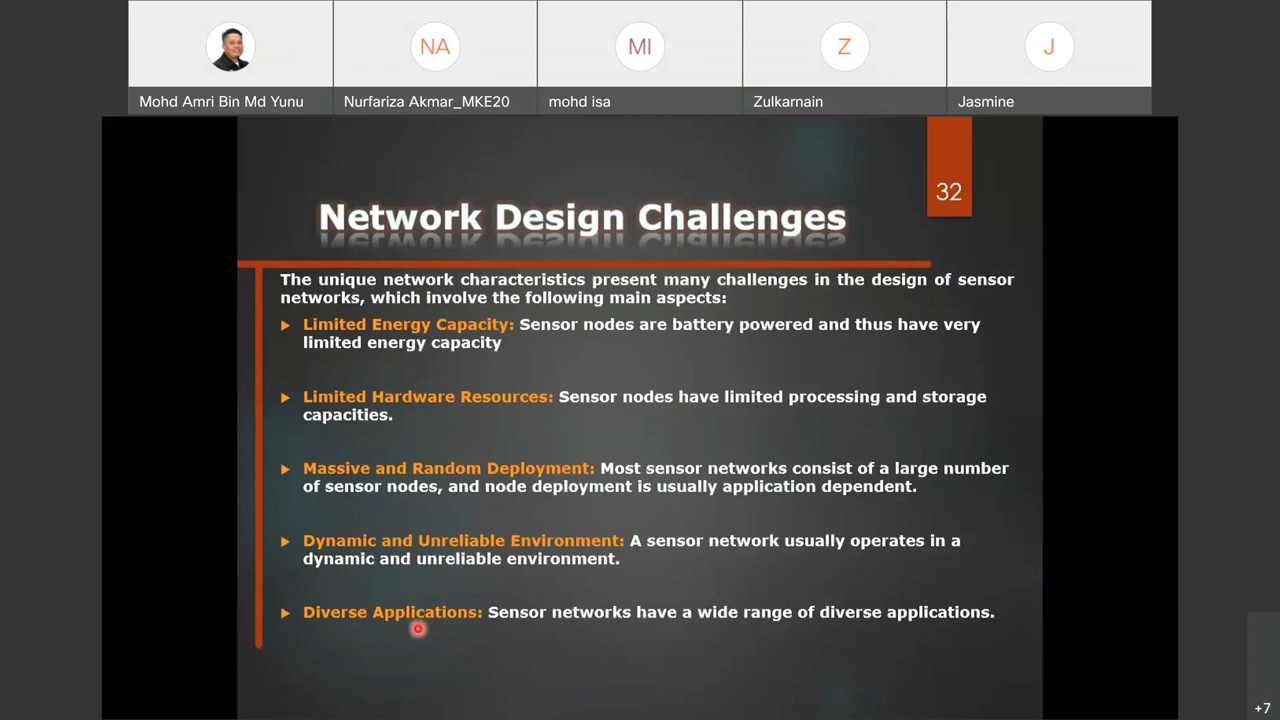 NA
MI
Z
J
Mohd Amri Bin Md Yunu
Nurfariza Akmar_MKE20
mohd isa
Zulkarnain
Jasmine
32
Network Design Challenges
The unique network characteristics present many challenges in the design of sensor
networks, which involve the following main aspects:
Limited Energy Capacity: Sensor nodes are battery powered and thus have very
limited energy capacity
Limited Hardware Resources: Sensor nodes have limited processing and storage
capacities.
Massive and Random Deployment: Most sensor networks consist of a large number
of sensor nodes, and node deployment is usually application dependent.
Dynamic and Unreliable Environment: A sensor network usually operates in a
dynamic and unreliable environment.
Diverse Applications: Sensor networks have a wide range of diverse applications.
+7